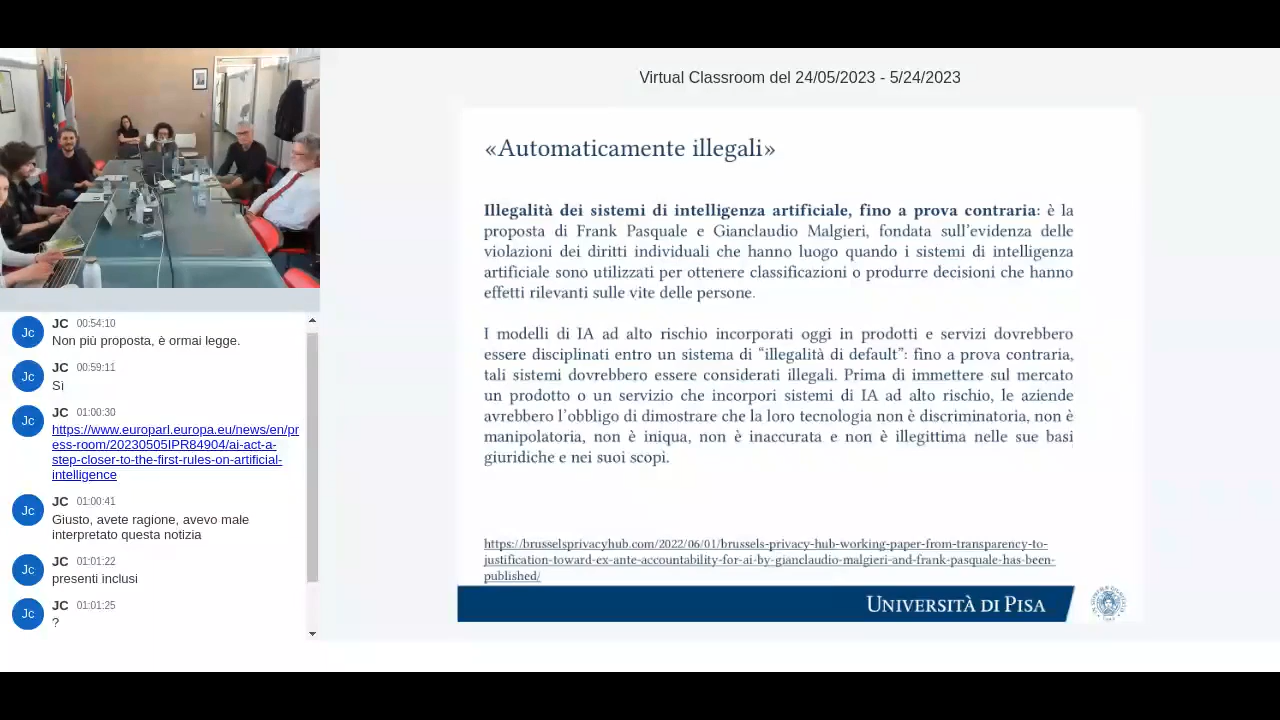 Virtual Classroom del 24/05/2023 - 5/24/2023
«Automaticamente illegali»
Illegalità dei sistemi di intelligenza artificiale, fino a prova contraria: è la
proposta di Frank Pasquale e Gianclaudio Malgieri, fondata sull'evidenza delle
violazioni dei diritti individuali che hanno luogo quando i sistemi di intelligenza
artificiale sono utilizzati per ottenere classificazioni o produrre decisioni che hanno
effetti rilevanti sulle vite delle persone.
I modelli di IA ad alto rischio incorporati oggi in prodotti e servizi dovrebbero
essere disciplinati entro un sistema di “illegalità di default”: fino a prova contraria,
tali sistemi dovrebbero essere considerati illegali. Prima di immettere sul mercato
un prodotto o un servizio che incorpori sistemi di IA ad alto rischio, le aziende
avrebbero l'obbligo di dimostrare che la loro tecnologia non è discriminatoria, non è
manipolatoria, non è iniqua, non è inaccurata e non è illegittima nelle sue basi
giuridiche e nei suoi scopi.
https://brusselsprivacyhub.com/2022/06/01/brussels-privacy-hub-working-paper-from-transparency-to-
justification-toward-ex-ante-accountability-for-ai-by-gianclaudio-malgieri-and-frank-pasquale-has-been-
published/
UNIVERSITÀ DI PISA
Jc JC 00:54:10
Non più proposta, è ormai legge.
Jc JC 00:59:11
Sì
Jc JC 01:00:30
https://www.europarl.europa.eu/news/en/pr
ess-room/20230505IPR84904/ai-act-a-
step-closer-to-the-first-rules-on-artificial-
intelligence
Jc JC 01:00:41
Giusto, avete ragione, avevo male
interpretato questa notizia
Jc JC 01:01:22
presenti inclusi
Jc JC 01:01:25
?